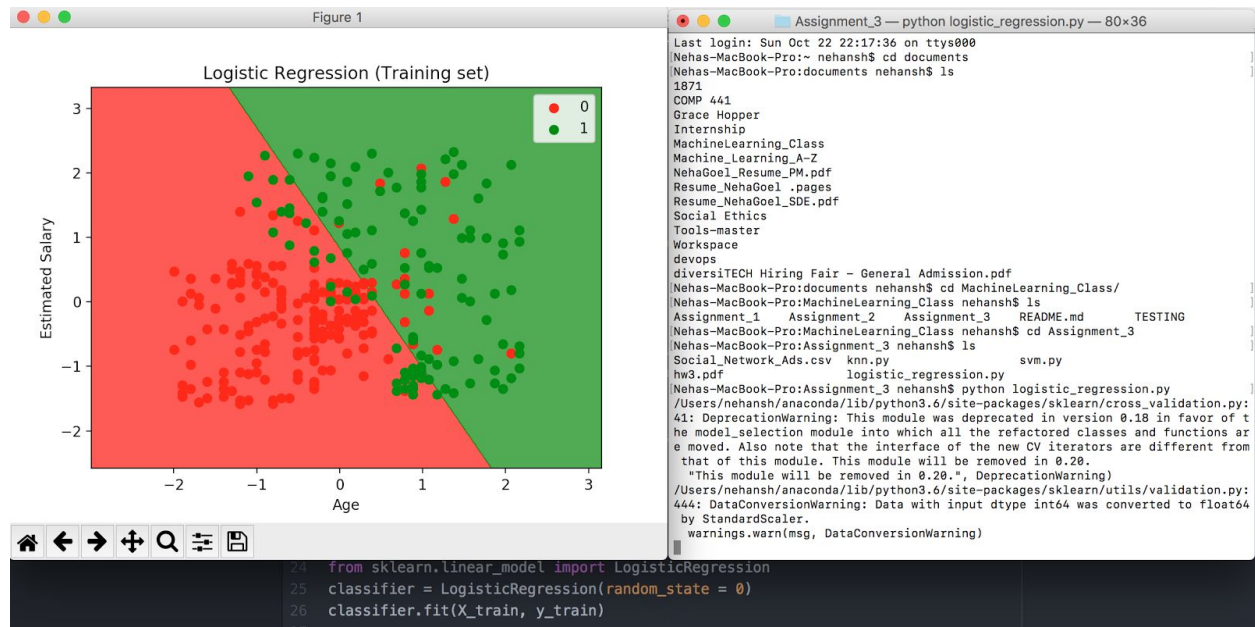 Figure 1
Logistic Regression (Training set)
0
1
3
2
1
0
−1
−2
Estimated Salary
−2
−1
0
1
2
3
Age
Assignment_3 — python logistic_regression.py — 80×36
Last login: Sun Oct 22 22:17:36 on ttys000
[Nehas-MacBook-Pro:~ nehansh$ cd documents ]
[Nehas-MacBook-Pro:documents nehansh$ ls ]
1871
COMP 441
Grace Hopper
Internship
MachineLearning_Class
Machine_Learning_A-Z
NehaGoel_Resume_PM.pdf
Resume_NehaGoel .pages
Resume_NehaGoel_SDE.pdf
Social Ethics
Tools-master
Workspace
devops
diversiTECH Hiring Fair – General Admission.pdf
[Nehas-MacBook-Pro:documents nehansh$ cd MachineLearning_Class/ ]
[Nehas-MacBook-Pro:MachineLearning_Class nehansh$ ls ]
Assignment_1 Assignment_2 Assignment_3 README.md TESTING
[Nehas-MacBook-Pro:MachineLearning_Class nehansh$ cd Assignment_3 ]
[Nehas-MacBook-Pro:Assignment_3 nehansh$ ls ]
Social_Network_Ads.csv knn.py svm.py
hw3.pdf logistic_regression.py
[Nehas-MacBook-Pro:Assignment_3 nehansh$ python logistic_regression.py ]
/Users/nehansh/anaconda/lib/python3.6/site-packages/sklearn/cross_validation.py:
41: DeprecationWarning: This module was deprecated in version 0.18 in favor of t
he model_selection module into which all the refactored classes and functions ar
e moved. Also note that the interface of the new CV iterators are different from
that of this module. This module will be removed in 0.20.
"This module will be removed in 0.20.", DeprecationWarning)
/Users/nehansh/anaconda/lib/python3.6/site-packages/sklearn/utils/validation.py:
444: DataConversionWarning: Data with input dtype int64 was converted to float64
by StandardScaler.
warnings.warn(msg, DataConversionWarning)
24 from sklearn.linear_model import LogisticRegression
25 classifier = LogisticRegression(random_state = 0)
26 classifier.fit(X_train, y_train)